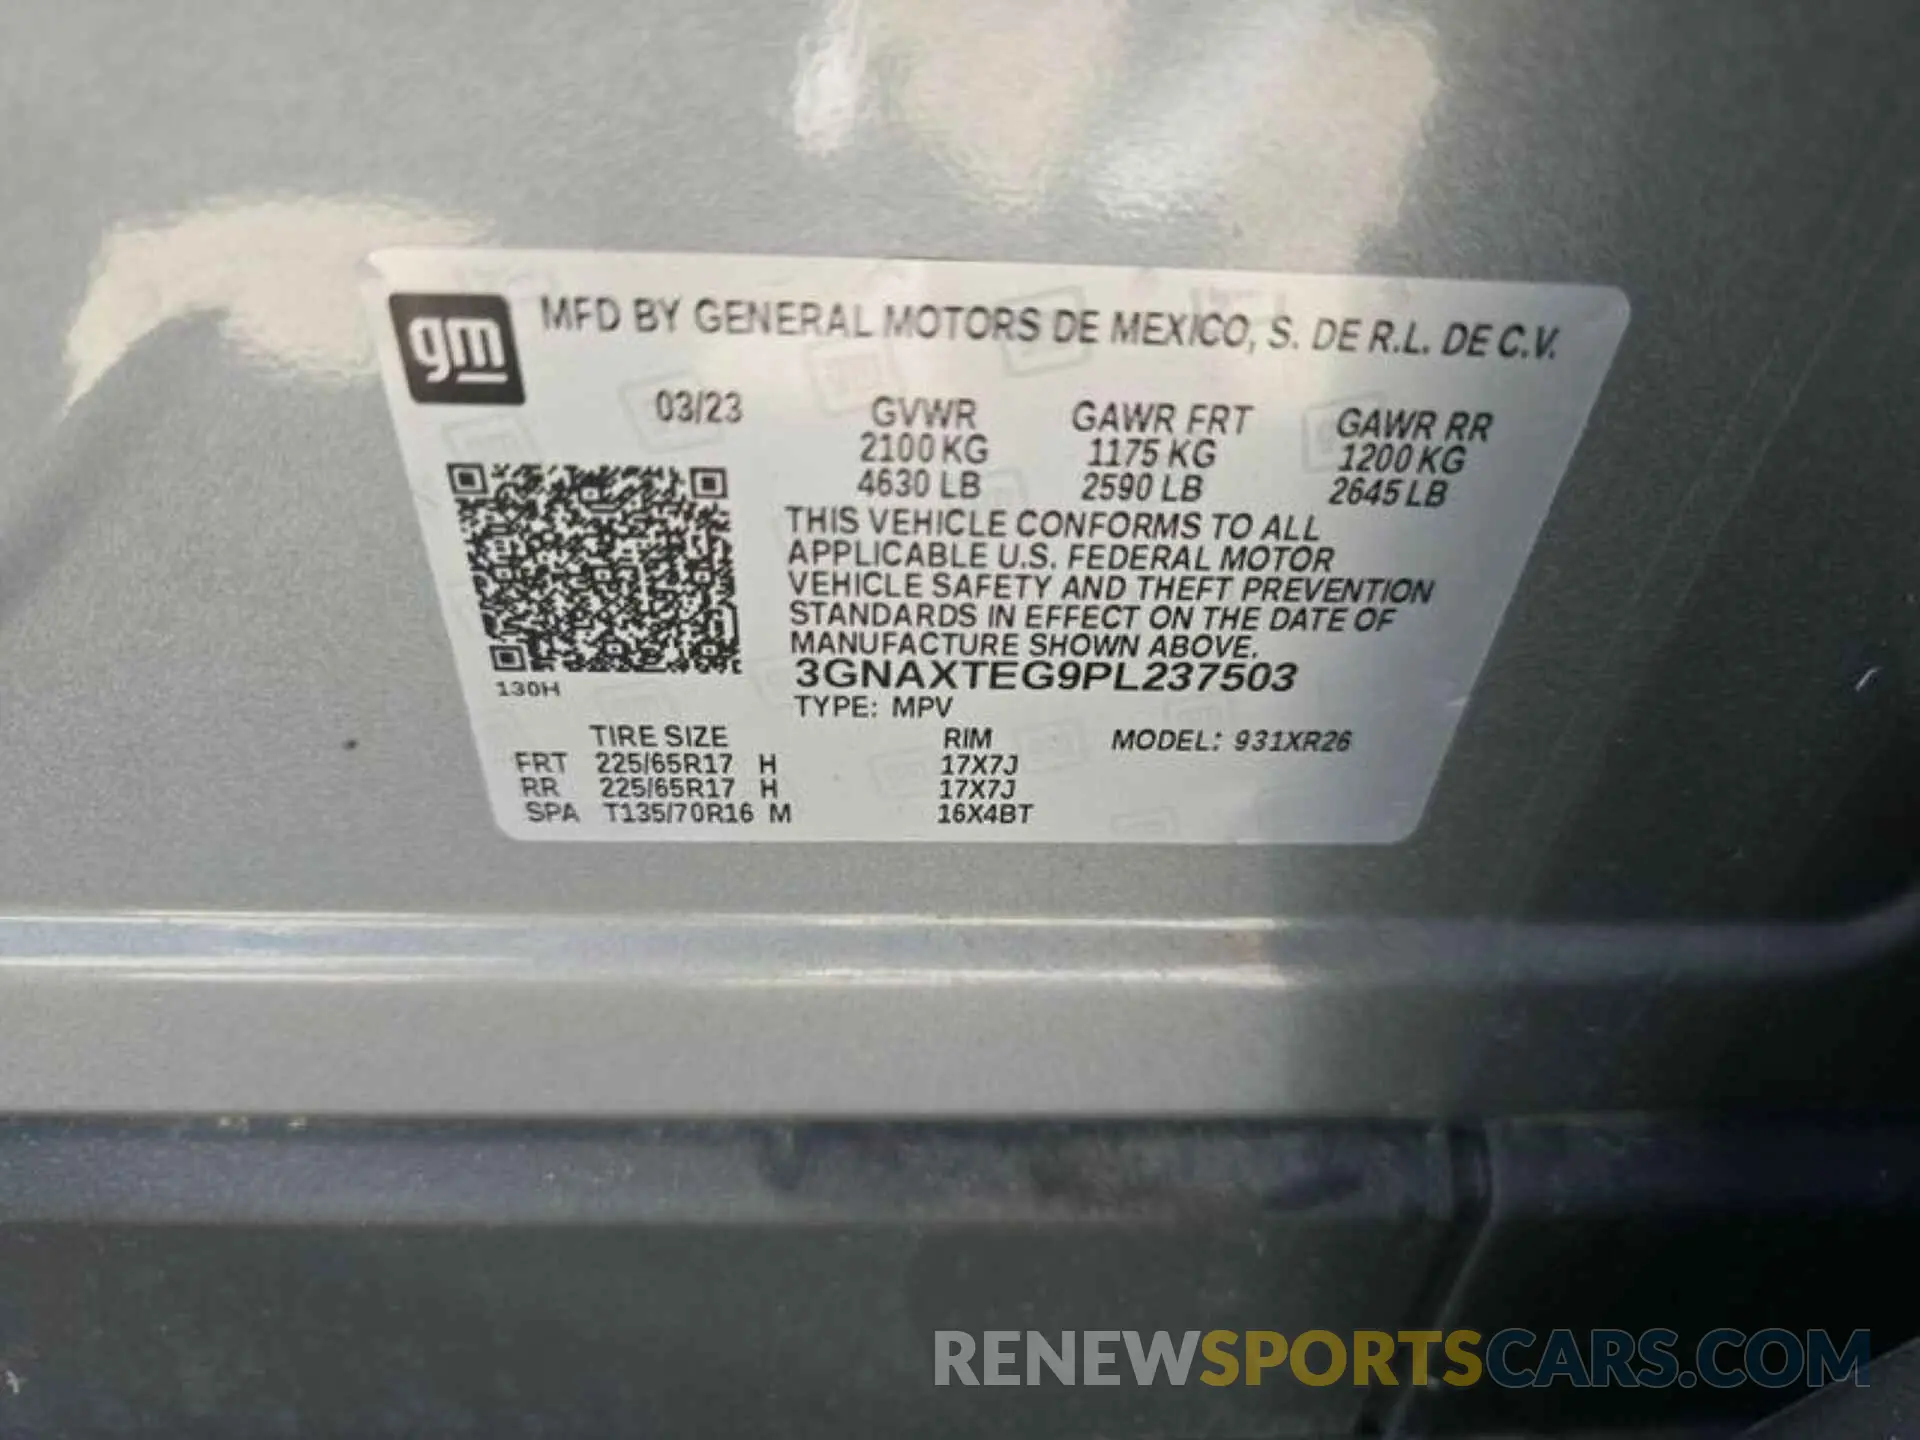 gm
MFD BY GENERAL MOTORS DE MEXICO, S. DE R.L. DE C.V.
03/23 GVWR GAWR FRT GAWR RR
2100 KG 1175 KG 1200 KG
4630 LB 2590 LB 2645 LB
THIS VEHICLE CONFORMS TO ALL
APPLICABLE U.S. FEDERAL MOTOR
VEHICLE SAFETY AND THEFT PREVENTION
STANDARDS IN EFFECT ON THE DATE OF
MANUFACTURE SHOWN ABOVE.
3GNAXTEG9PL237503
130H
TYPE: MPV
TIRE SIZE RIM MODEL: 931XR26
FRT 225/65R17 H 17X7J
RR 225/65R17 H 17X7J
SPA T135/70R16 M 16X4BT
RENEWSPORTSCARS.COM